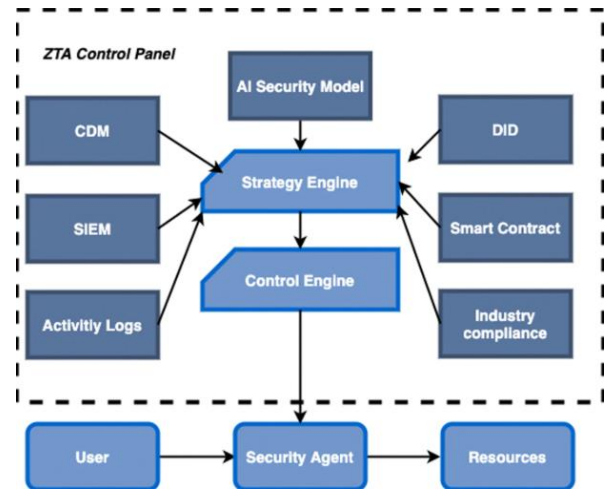 ZTA Control Panel
AI Security Model
CDM
DID
Strategy Engine
SIEM
Smart Contract
Control Engine
Activitiy Logs
Industry
compliance
User
Security Agent
Resources